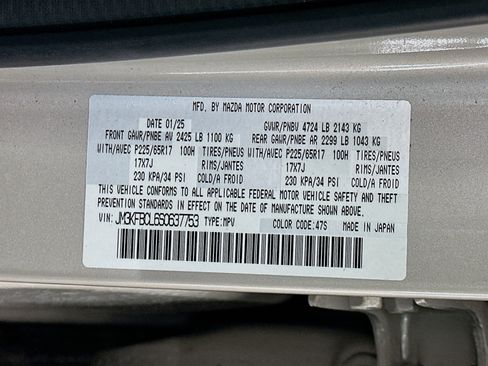 MFD. BY MAZDA MOTOR CORPORATION
DATE 01/25 GVWR/PNBV 4724 LB 2143 KG
FRONT GAWR/PNBE AV 2425 LB 1100 KG REAR GAWR/PNBE AR 2299 LB 1043 KG
WITH/AVEC P225/65R17 100H TIRES/PNEUS WITH/AVEC P225/65R17 100H TIRES/PNEUS
17X7J RIMS/JANTES 17X7J RIMS/JANTES
230 KPA/34 PSI COLD/A FROID 230 KPA/34 PSI COLD/A FROID
THIS VEHICLE CONFORMS TO ALL APPLICABLE FEDERAL MOTOR VEHICLE SAFETY AND THEFT
PREVENTION STANDARDS IN EFFECT ON THE DATE OF MANUFACTURE SHOWN ABOVE.
VIN: JM3KFBCL6S0637753 TYPE: MPV COLOR CODE: 47S MADE IN JAPAN